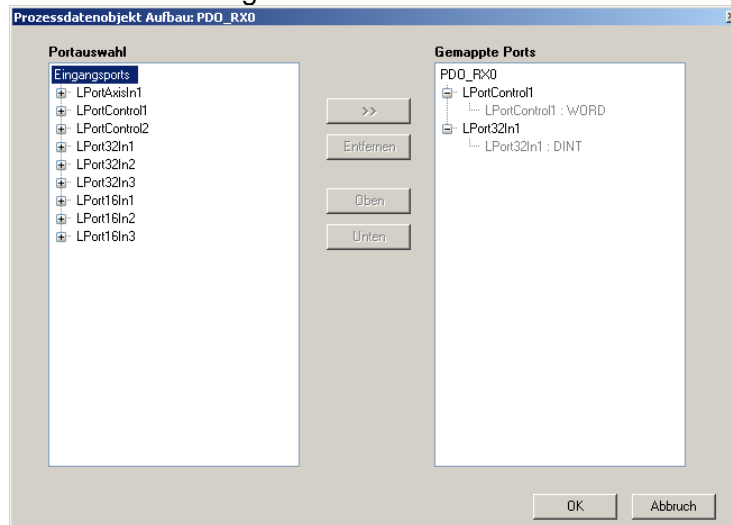 Prozessdatenobjekt Aufbau: PDO_RX0
Portauswahl
Eingangsports
LPortAxisIn1
LPortControl1
LPortControl2
LPort32In1
LPort32In2
LPort32In3
LPort16In1
LPort16In2
LPort16In3
>>
Entfernen
Oben
Unten
Gemappte Ports
PDO_RX0
LPortControl1
LPortControl1 : WORD
LPort32In1
LPort32In1 : DINT
OK
Abbruch